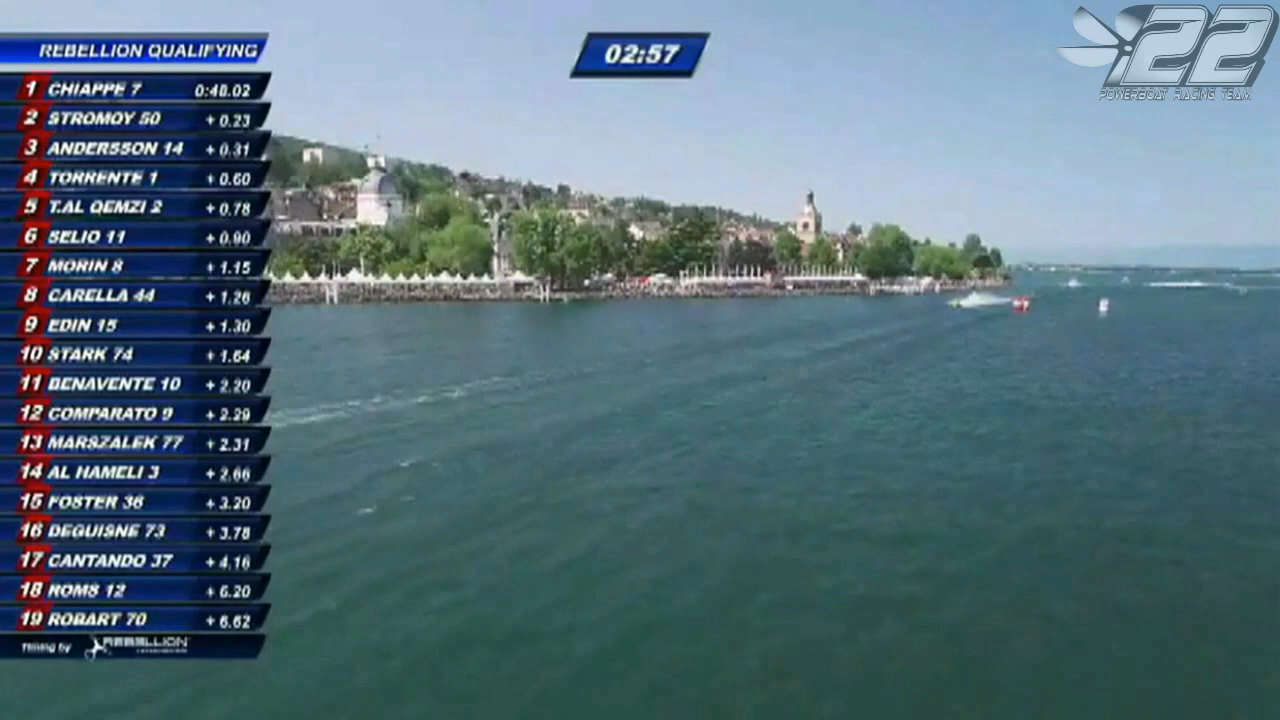 REBELLION QUALIFYING
1 CHIAPPE 7 0:48.02
2 STROMOY 50 + 0.23
3 ANDERSSON 14 + 0.31
4 TORRENTE 1 + 0.60
5 T.AL QEMZI 2 + 0.78
6 SELIO 11 + 0.90
7 MORIN 8 + 1.15
8 CARELLA 44 + 1.26
9 EDIN 15 + 1.30
10 STARK 74 + 1.64
11 BENAVENTE 10 + 2.20
12 COMPARATO 9 + 2.29
13 MARSZALEK 77 + 2.31
14 AL HAMELI 3 + 2.66
15 FOSTER 36 + 3.20
16 DEGUISNE 73 + 3.78
17 CANTANDO 37 + 4.16
18 ROMS 12 + 6.20
19 ROBART 70 + 6.62
Timing by REBELLION
02:57
22
POWERBOAT RACING TEAM